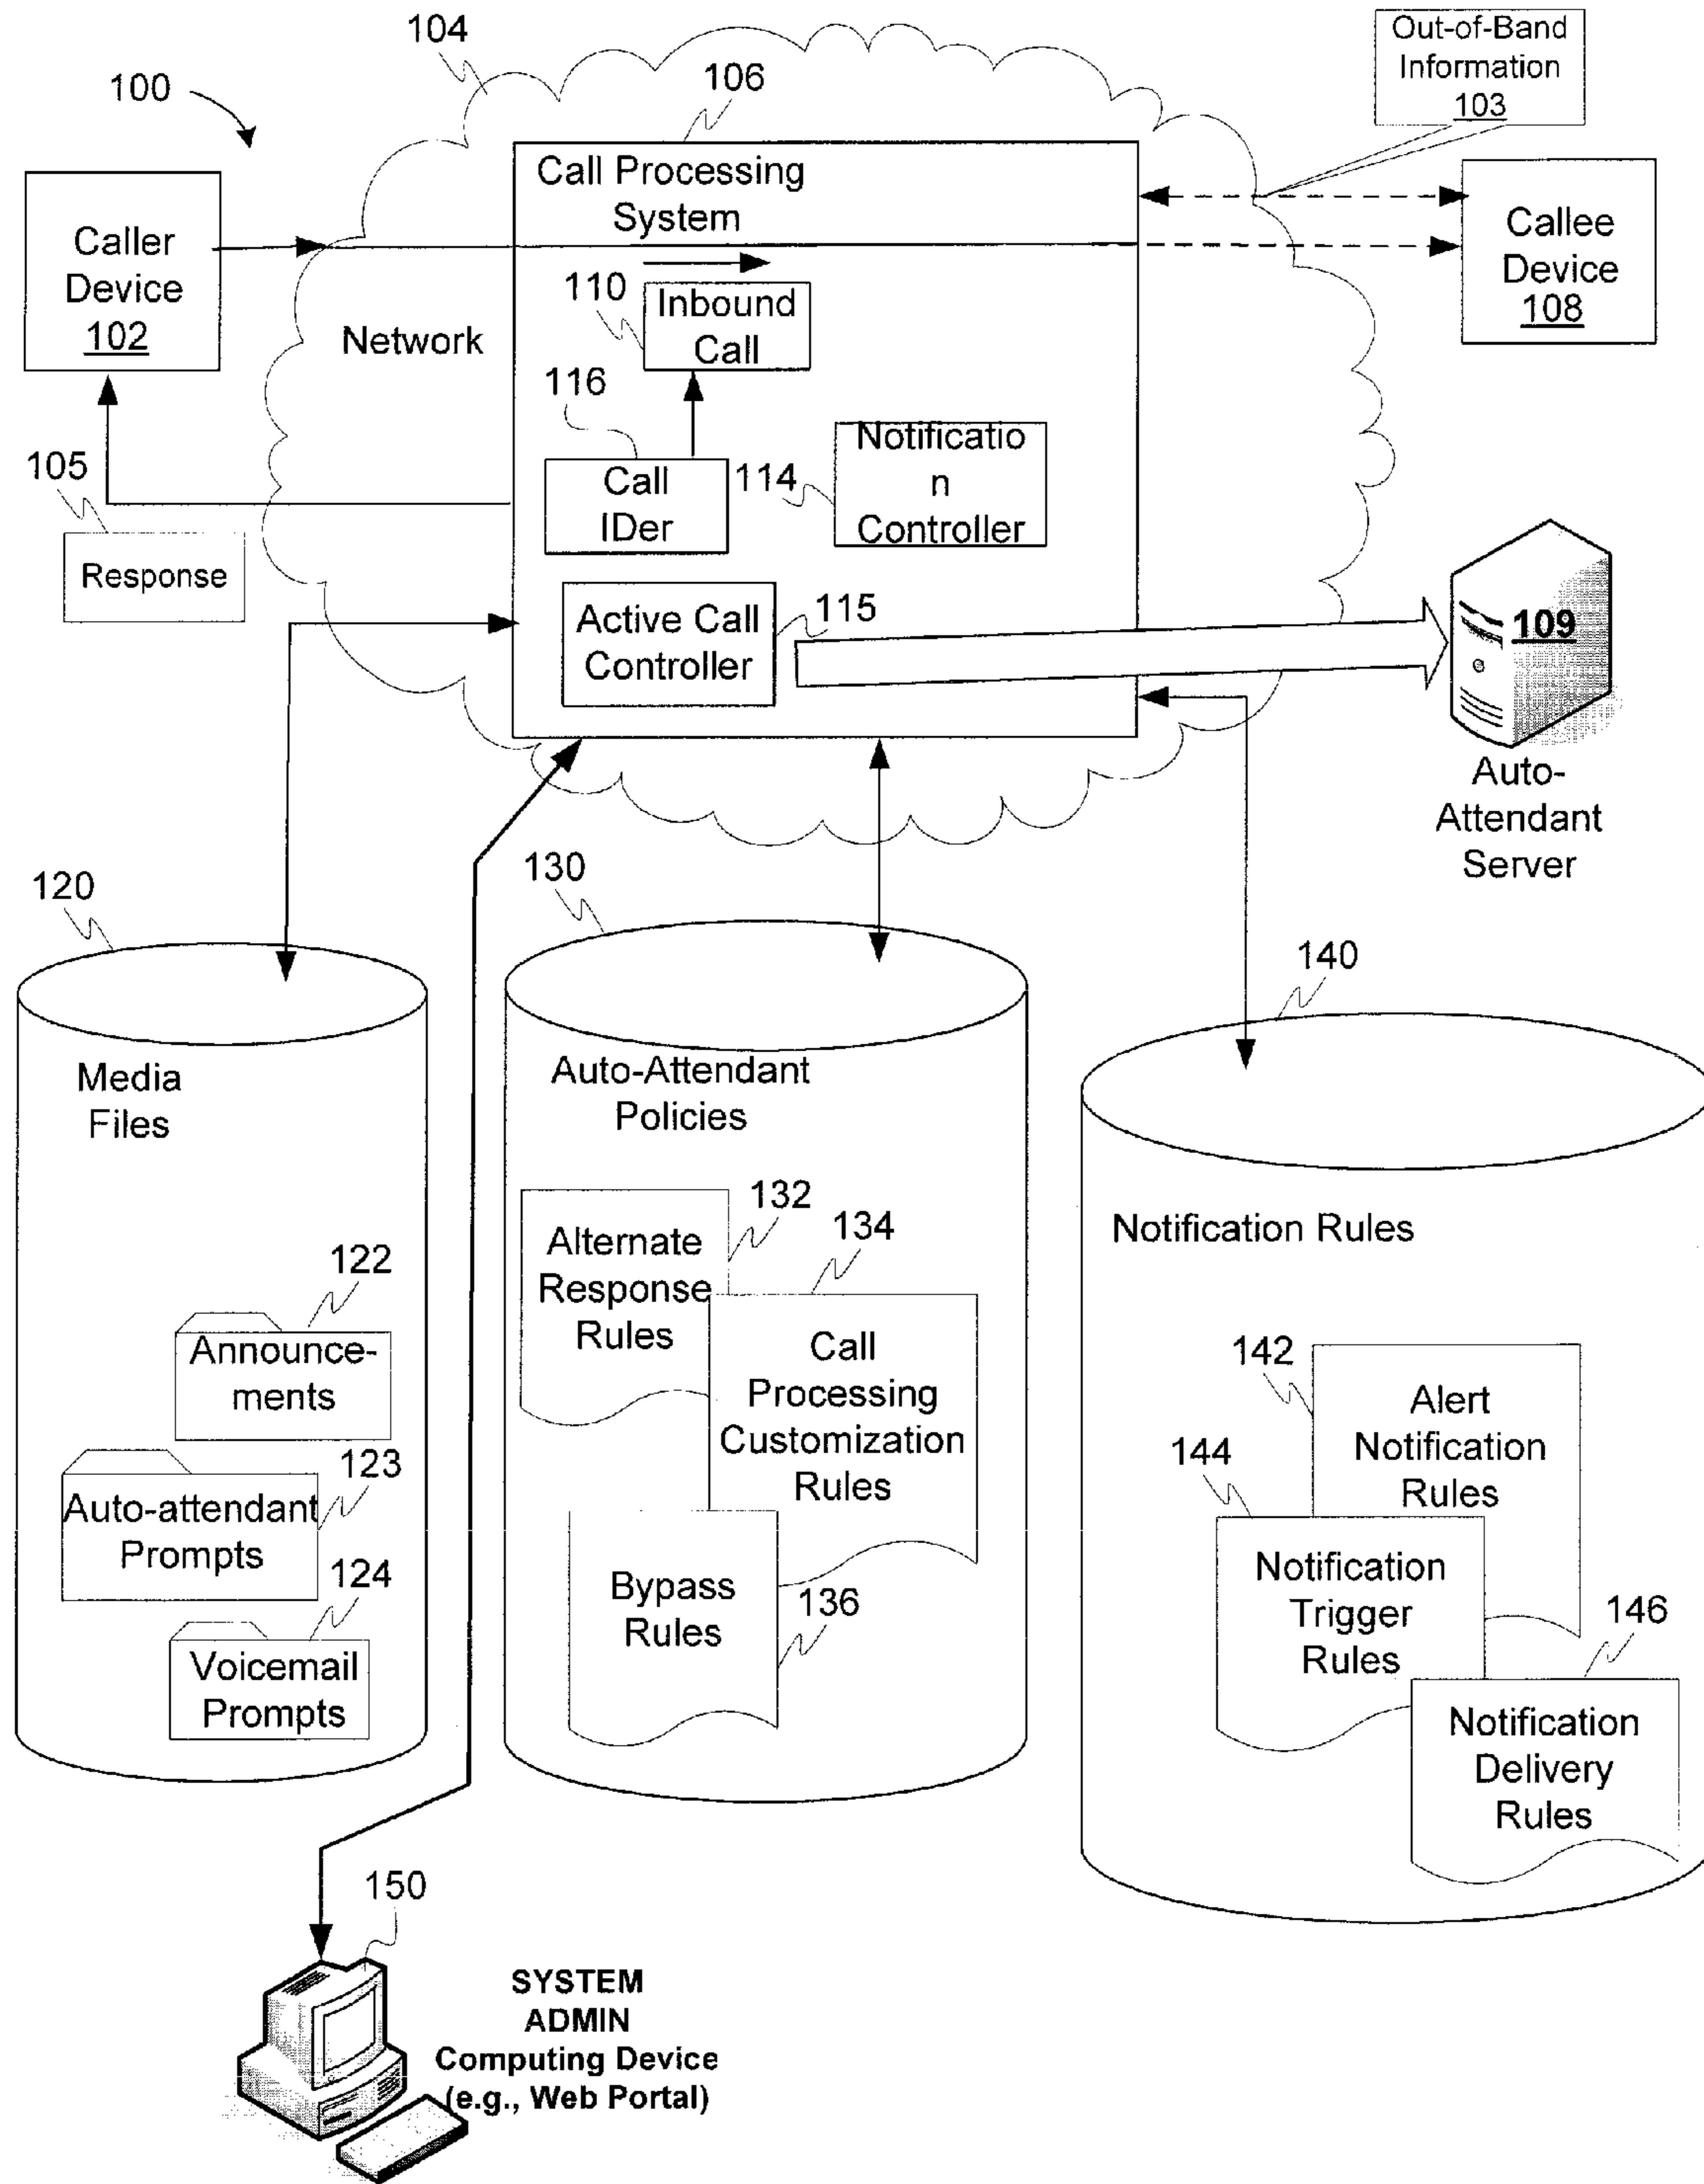 104
Out-of-Band
Information
103
100
106
Call Processing
System
Caller
Device
102
Callee
Device
108
110
Inbound
Call
Network
116
105
Call
IDer
114
Notificatio
n
Controller
Response
Active Call
Controller
115
109
Auto-
Attendant
Server
120
130
140
Media
Files
Auto-Attendant
Policies
Notification Rules
132
Alternate
Response
Rules
134
Call
Processing
Customization
Rules
122
Announce-
ments
123
Auto-attendant
Prompts
124
Voicemail
Prompts
Bypass
Rules
136
142
Alert
Notification
Rules
144
Notification
Trigger
Rules
146
Notification
Delivery
Rules
150
SYSTEM
ADMIN
Computing Device
(e.g., Web Portal)